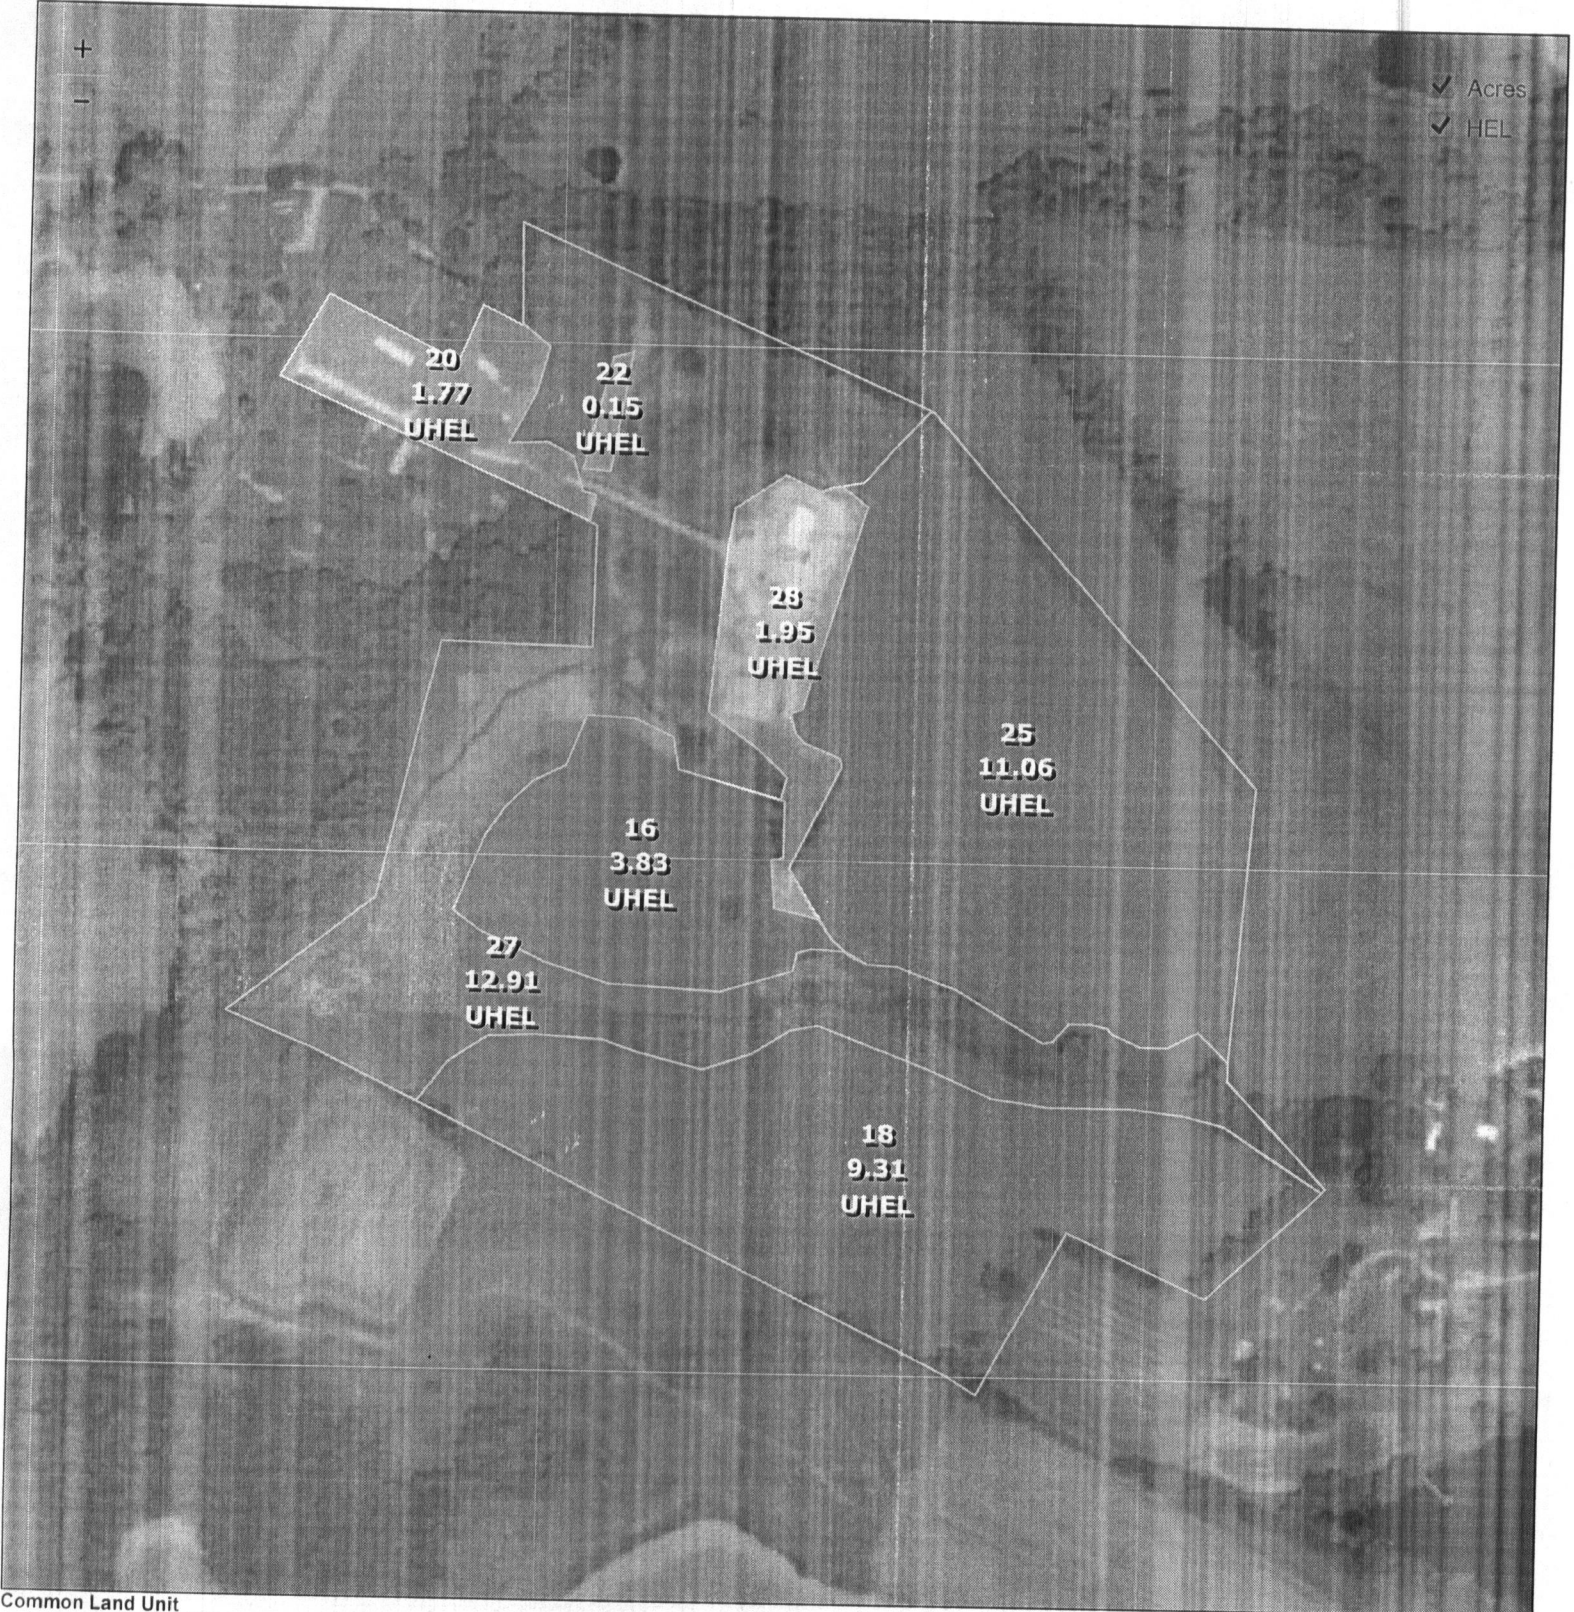 +
−
Acres
HEL
20
1.77
UHEL
22
0.15
UHEL
28
1.95
UHEL
25
11.06
UHEL
16
3.83
UHEL
27
12.91
UHEL
18
9.31
UHEL
Common Land Unit